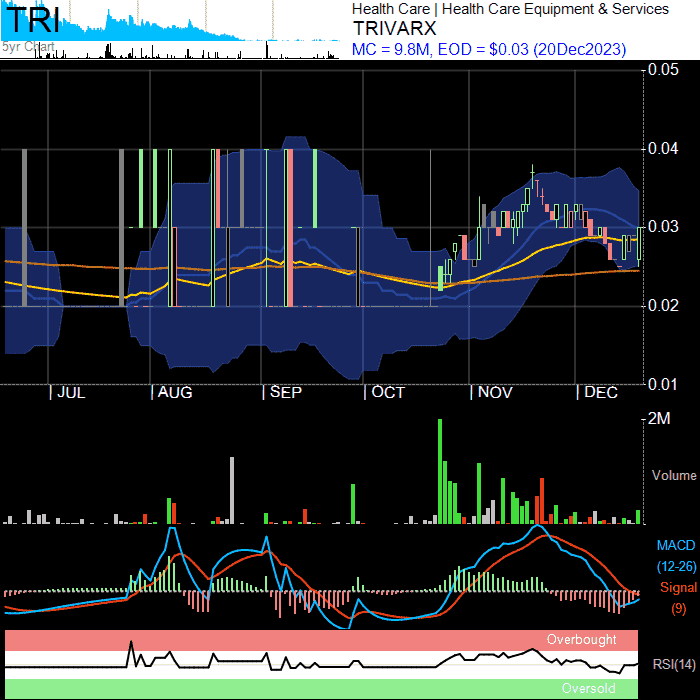 TRI
5yr Chart
Health Care | Health Care Equipment & Services
TRIVARX
MC = 9.8M, EOD = $0.03 (20Dec2023)
0.05
0.04
0.03
0.02
0.01
| JUL | AUG | SEP | OCT | NOV | DEC
2M
Volume
MACD
(12-26)
Signal
(9)
Overbought
RSI(14)
Oversold